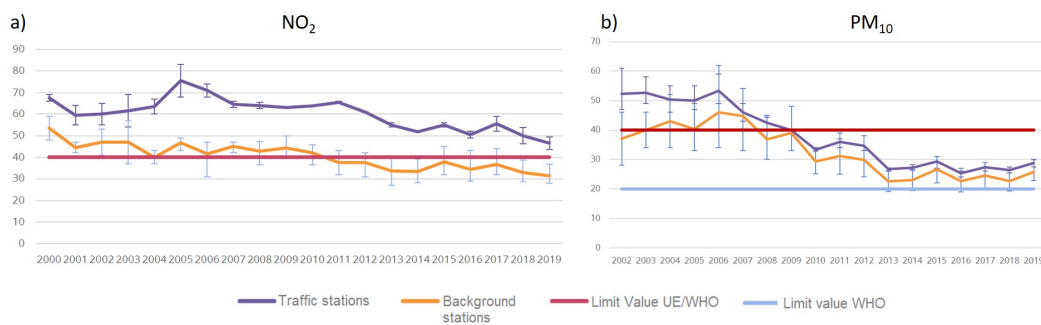 a)
NO₂
90
80
70
60
50
40
30
20
10
0
2000 2001 2002 2003 2004 2005 2006 2007 2008 2009 2010 2011 2012 2013 2014 2015 2016 2017 2018 2019
b)
PM₁₀
70
60
50
40
30
20
10
0
2002 2003 2004 2005 2006 2007 2008 2009 2010 2011 2012 2013 2014 2015 2016 2017 2018 2019
Traffic stations
Background
stations
Limit Value UE/WHO
Limit value WHO